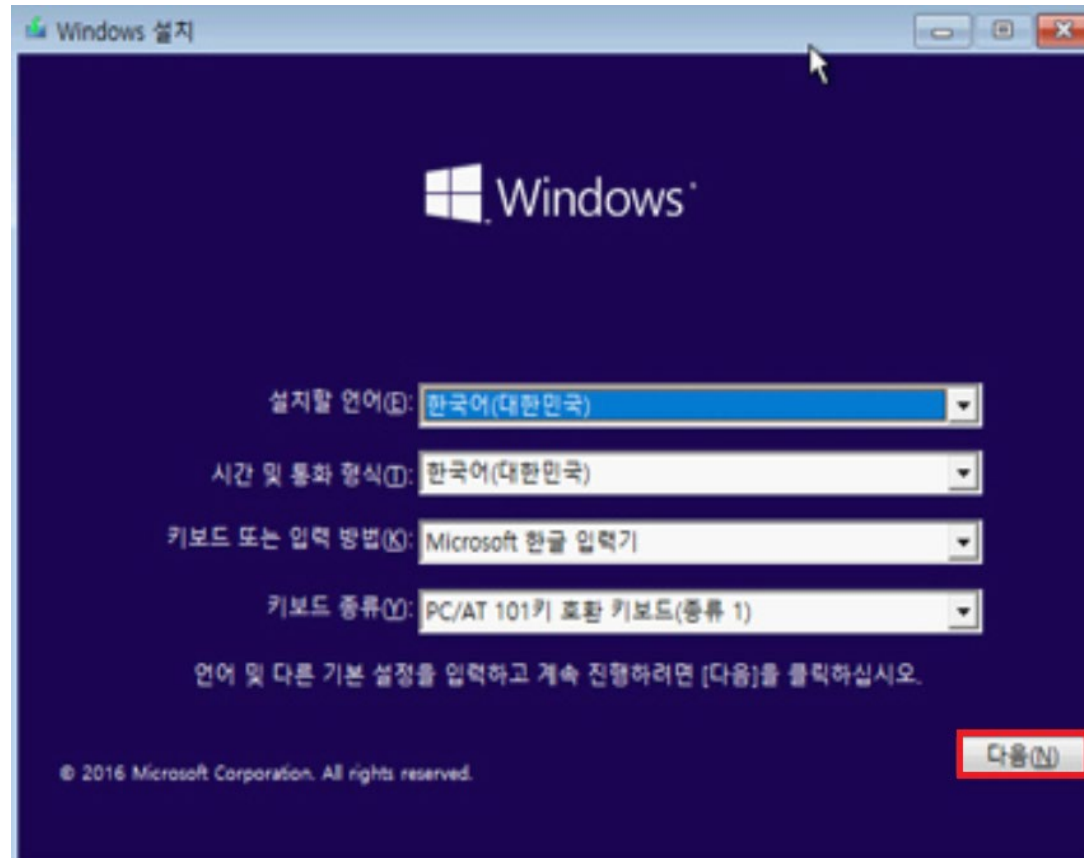 Windows 설치
Windows
설치할 언어(E): 한국어(대한민국)
시간 및 통화 형식(T): 한국어(대한민국)
키보드 또는 입력 방법(K): Microsoft 한글 입력기
키보드 종류(Y): PC/AT 101키 호환 키보드(종류 1)
언어 및 다른 기본 설정을 입력하고 계속 진행하려면 [다음]을 클릭하십시오.
다음(N)
© 2016 Microsoft Corporation. All rights reserved.